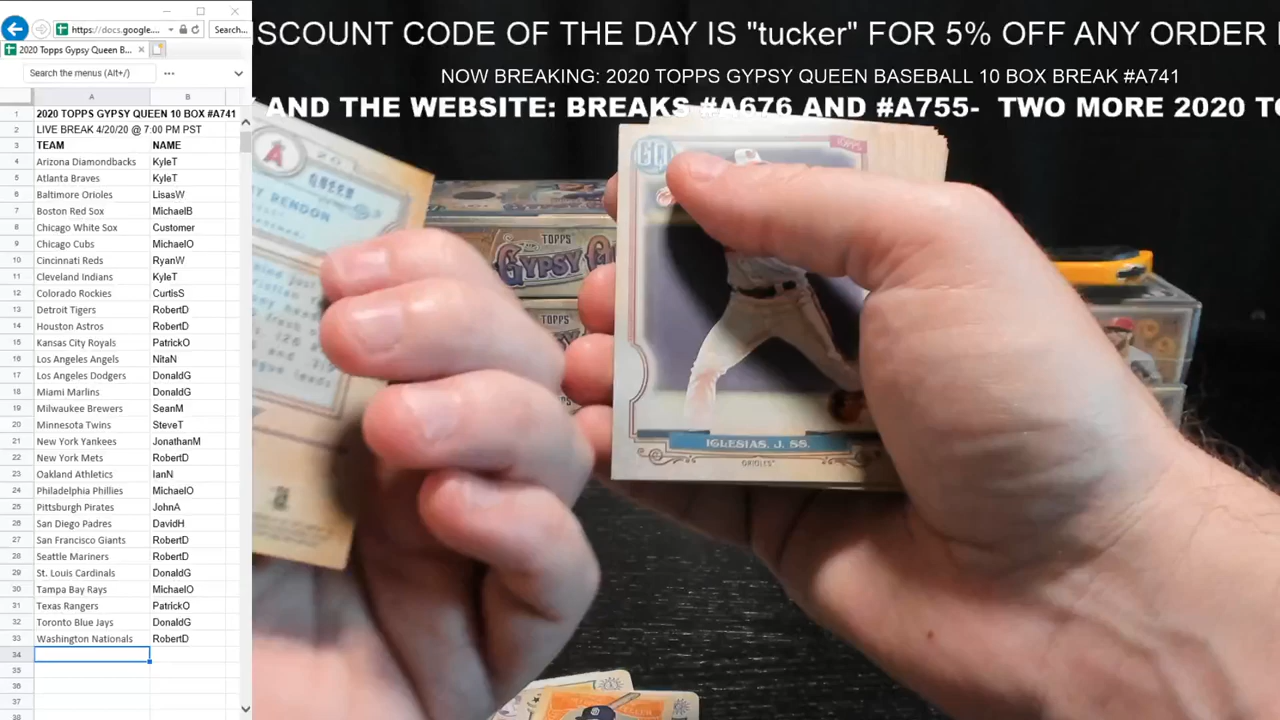 https://docs.google....
Search...
2020 Topps Gypsy Queen B...
Search the menus (Alt+/)
A B
1 2020 TOPPS GYPSY QUEEN 10 BOX #A741
2 LIVE BREAK 4/20/20 @ 7:00 PM PST
3 TEAM NAME
4 Arizona Diamondbacks KyleT
5 Atlanta Braves KyleT
6 Baltimore Orioles LisasW
7 Boston Red Sox MichaelB
8 Chicago White Sox Customer
9 Chicago Cubs MichaelO
10 Cincinnati Reds RyanW
11 Cleveland Indians KyleT
12 Colorado Rockies CurtisS
13 Detroit Tigers RobertD
14 Houston Astros RobertD
15 Kansas City Royals PatrickO
16 Los Angeles Angels NitaN
17 Los Angeles Dodgers DonaldG
18 Miami Marlins DonaldG
19 Milwaukee Brewers SeanM
20 Minnesota Twins SteveT
21 New York Yankees JonathanM
22 New York Mets RobertD
23 Oakland Athletics IanN
24 Philadelphia Phillies MichaelO
25 Pittsburgh Pirates JohnA
26 San Diego Padres DavidH
27 San Francisco Giants RobertD
28 Seattle Mariners RobertD
29 St. Louis Cardinals DonaldG
30 Tampa Bay Rays MichaelO
31 Texas Rangers PatrickO
32 Toronto Blue Jays DonaldG
33 Washington Nationals RobertD
34
35
36
37
38
SCOUNT CODE OF THE DAY IS "tucker" FOR 5% OFF ANY ORDER
NOW BREAKING: 2020 TOPPS GYPSY QUEEN BASEBALL 10 BOX BREAK #A741
AND THE WEBSITE: BREAKS #A676 AND #A755- TWO MORE 2020 TO
QUEEN
RENDON
GQ
TOPPS
IGLESIAS, J. SS.
ORIOLES
TOPPS
GYPSY
TOPPS